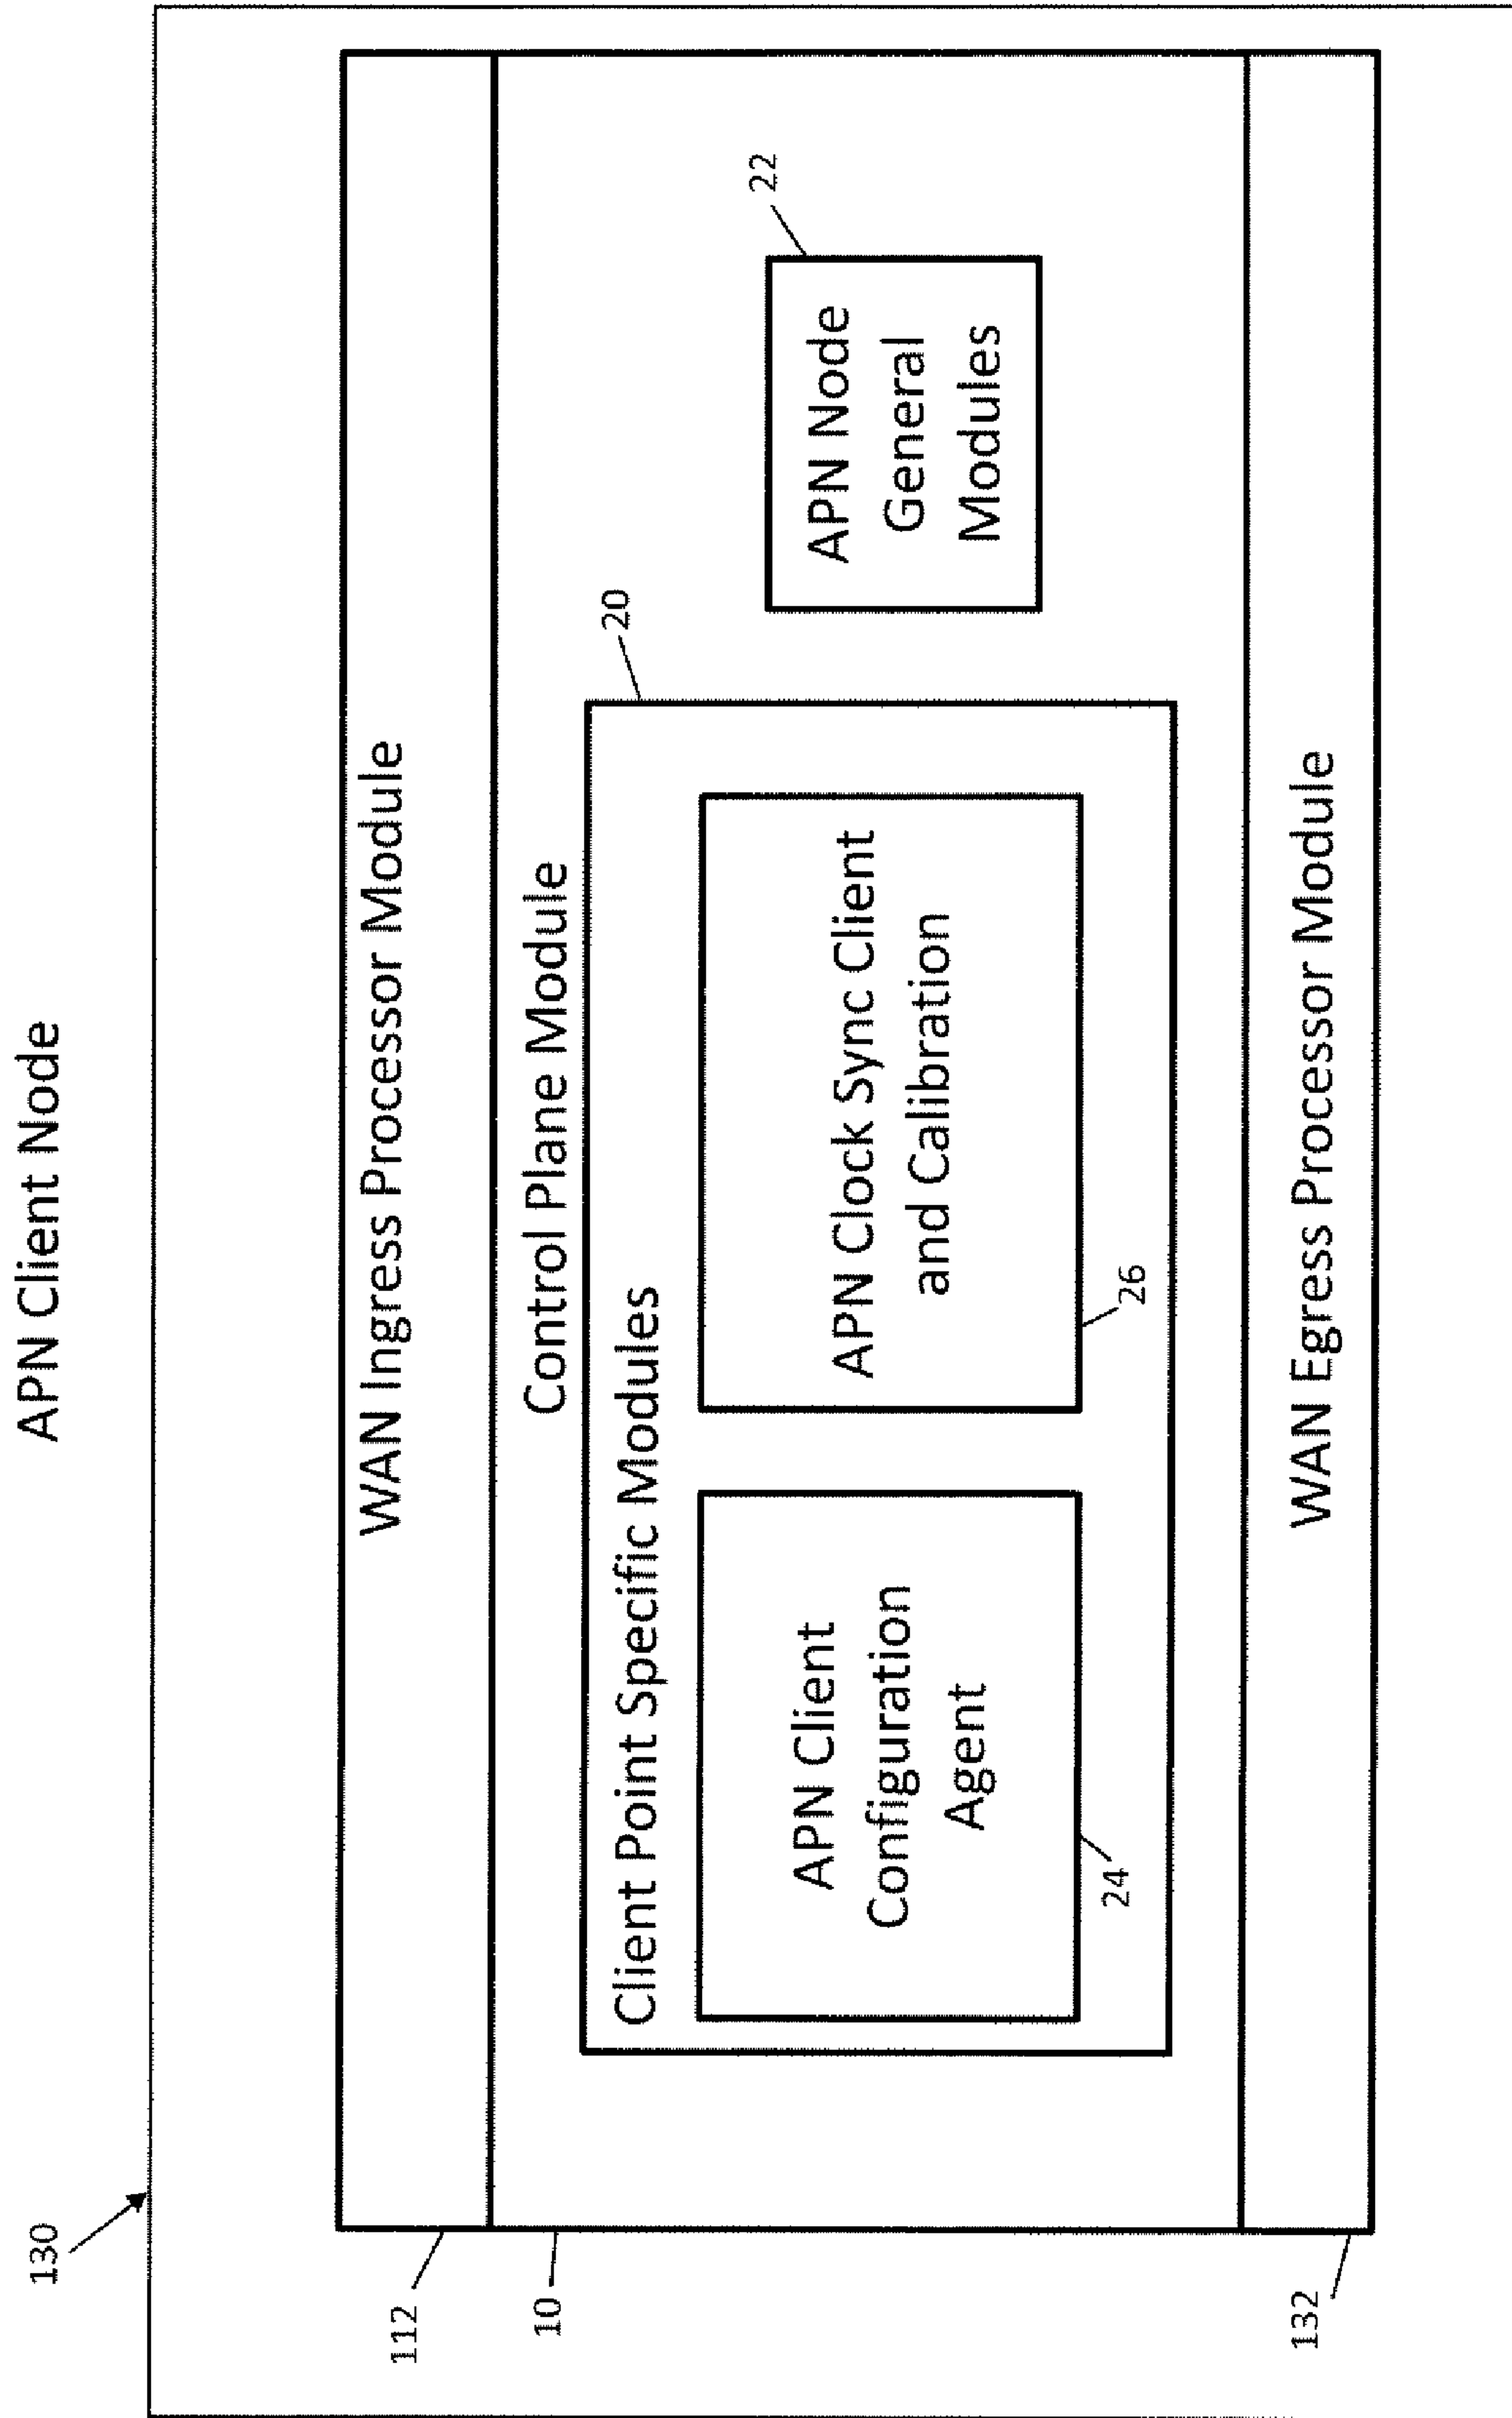 APN Client Node
130
WAN Ingress Processor Module
112
Control Plane Module
10
Client Point Specific Modules
20
APN Client
Configuration
Agent
24
APN Clock Sync Client
and Calibration
26
APN Node
General
Modules
22
WAN Egress Processor Module
132